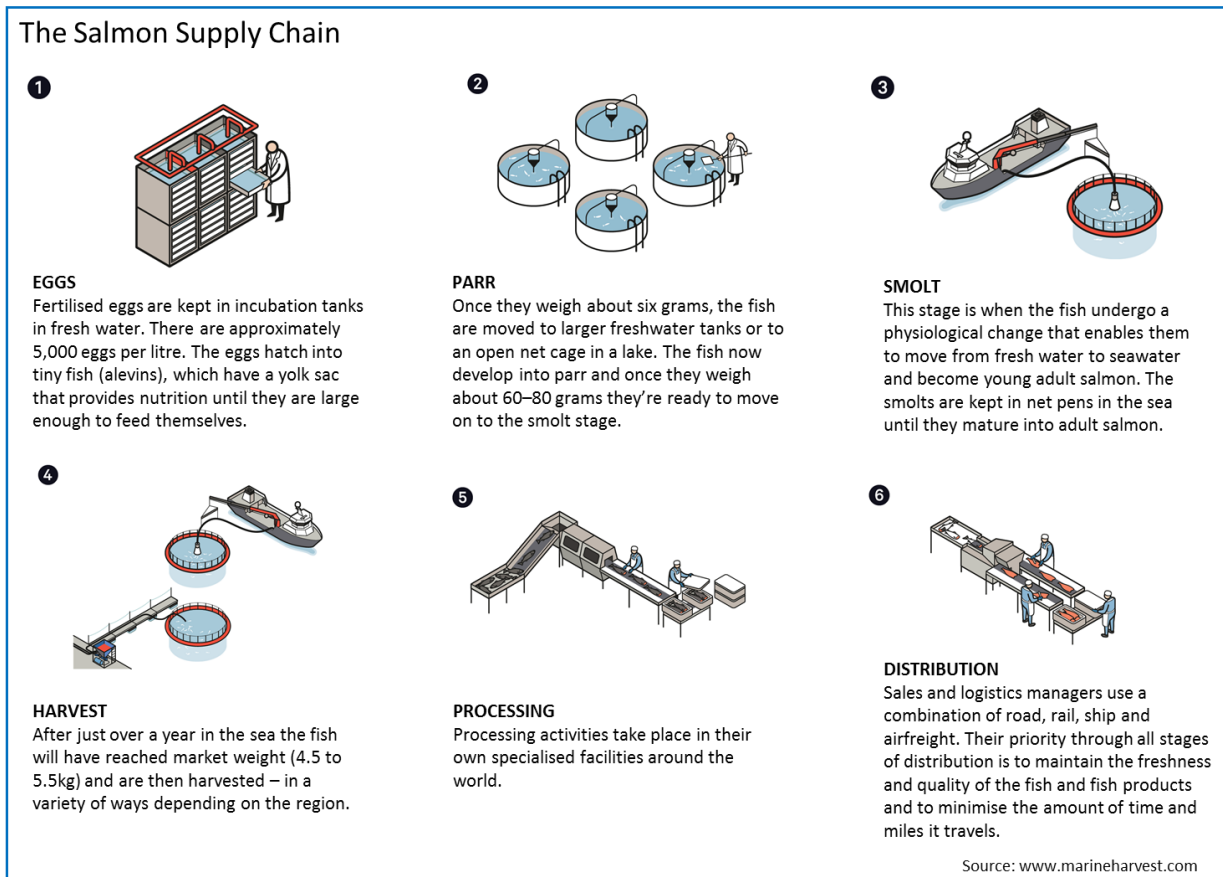 The Salmon Supply Chain
1
EGGS
Fertilised eggs are kept in incubation tanks
in fresh water. There are approximately
5,000 eggs per litre. The eggs hatch into
tiny fish (alevins), which have a yolk sac
that provides nutrition until they are large
enough to feed themselves.
2
PARR
Once they weigh about six grams, the fish
are moved to larger freshwater tanks or to
an open net cage in a lake. The fish now
develop into parr and once they weigh
about 60–80 grams they’re ready to move
on to the smolt stage.
3
SMOLT
This stage is when the fish undergo a
physiological change that enables them
to move from fresh water to seawater
and become young adult salmon. The
smolts are kept in net pens in the sea
until they mature into adult salmon.
4
HARVEST
After just over a year in the sea the fish
will have reached market weight (4.5 to
5.5kg) and are then harvested – in a
variety of ways depending on the region.
5
PROCESSING
Processing activities take place in their
own specialised facilities around the
world.
6
DISTRIBUTION
Sales and logistics managers use a
combination of road, rail, ship and
airfreight. Their priority through all stages
of distribution is to maintain the freshness
and quality of the fish and fish products
and to minimise the amount of time and
miles it travels.
Source: www.marineharvest.com